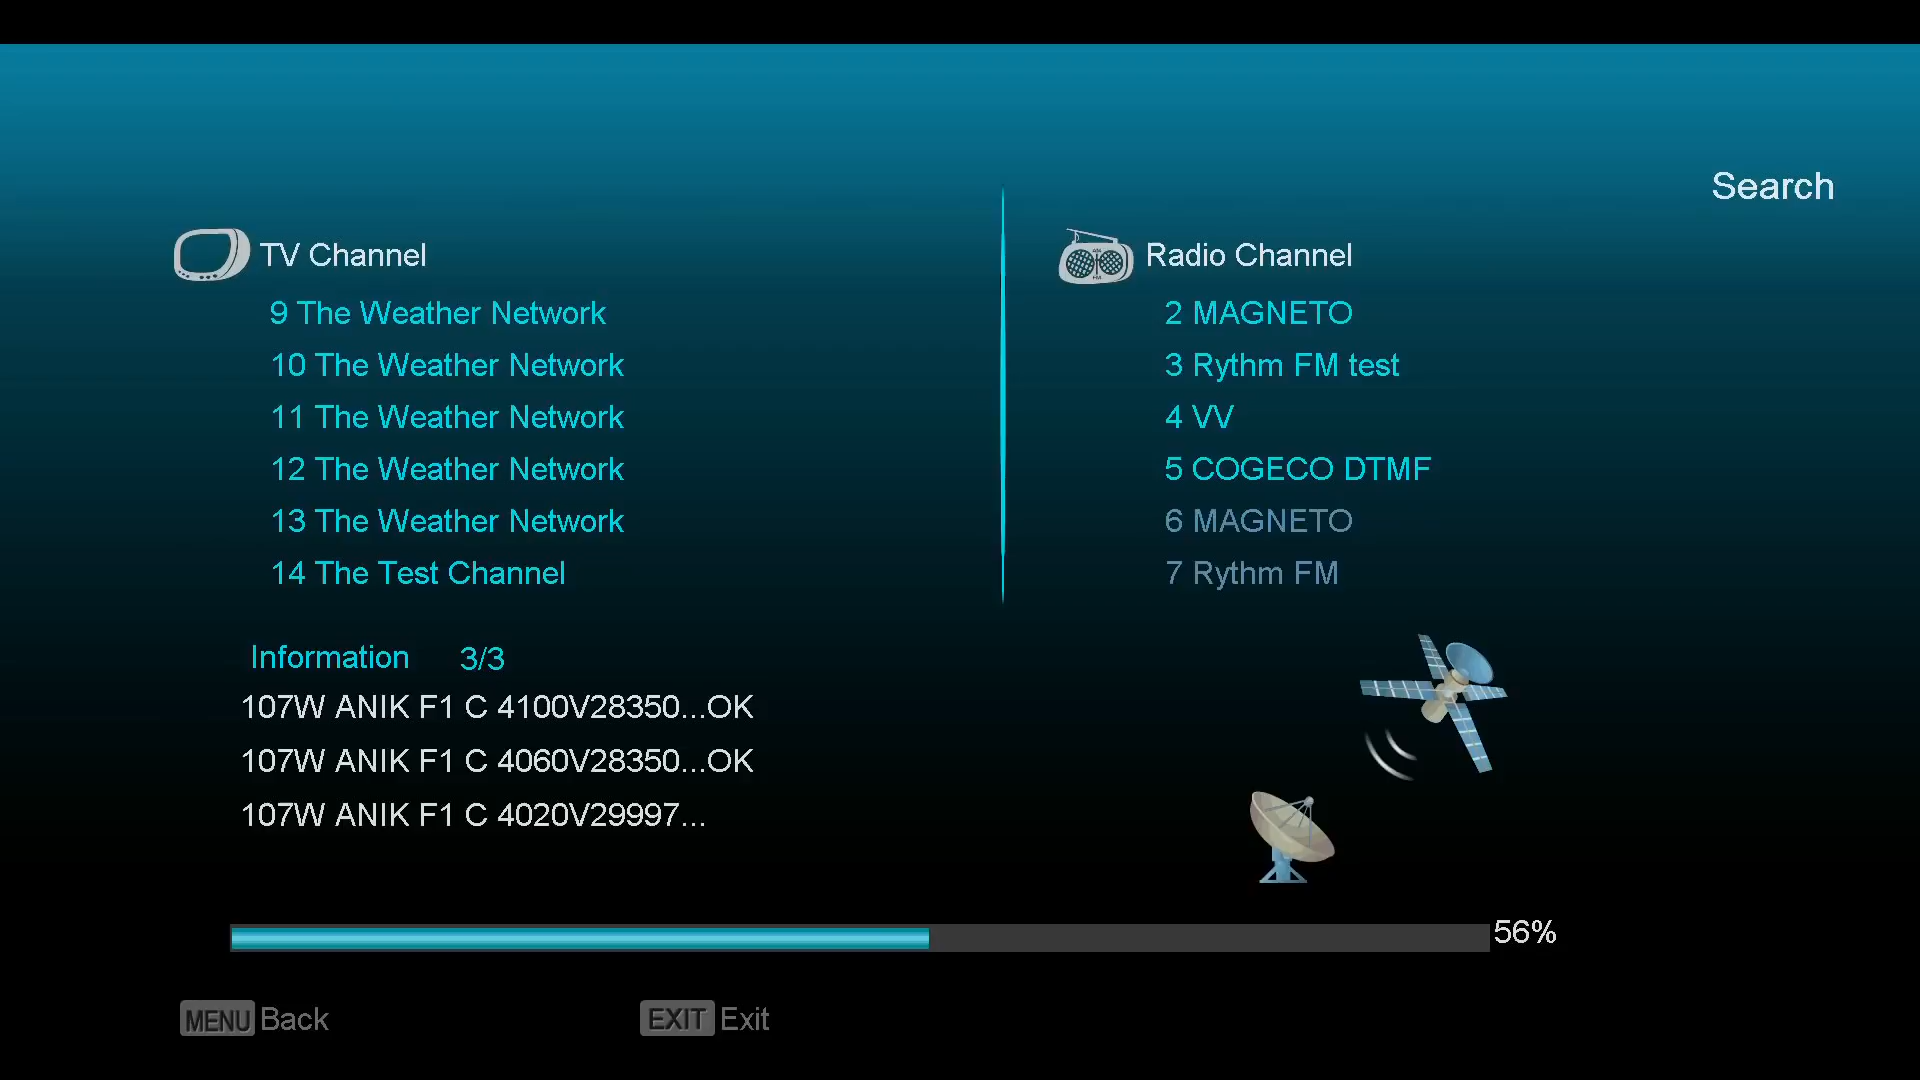 Search
TV Channel
9 The Weather Network
10 The Weather Network
11 The Weather Network
12 The Weather Network
13 The Weather Network
14 The Test Channel
Radio Channel
2 MAGNETO
3 Rythm FM test
4 VV
5 COGECO DTMF
6 MAGNETO
7 Rythm FM
Information 3/3
107W ANIK F1 C 4100V28350...OK
107W ANIK F1 C 4060V28350...OK
107W ANIK F1 C 4020V29997...
56%
MENU Back
EXIT Exit